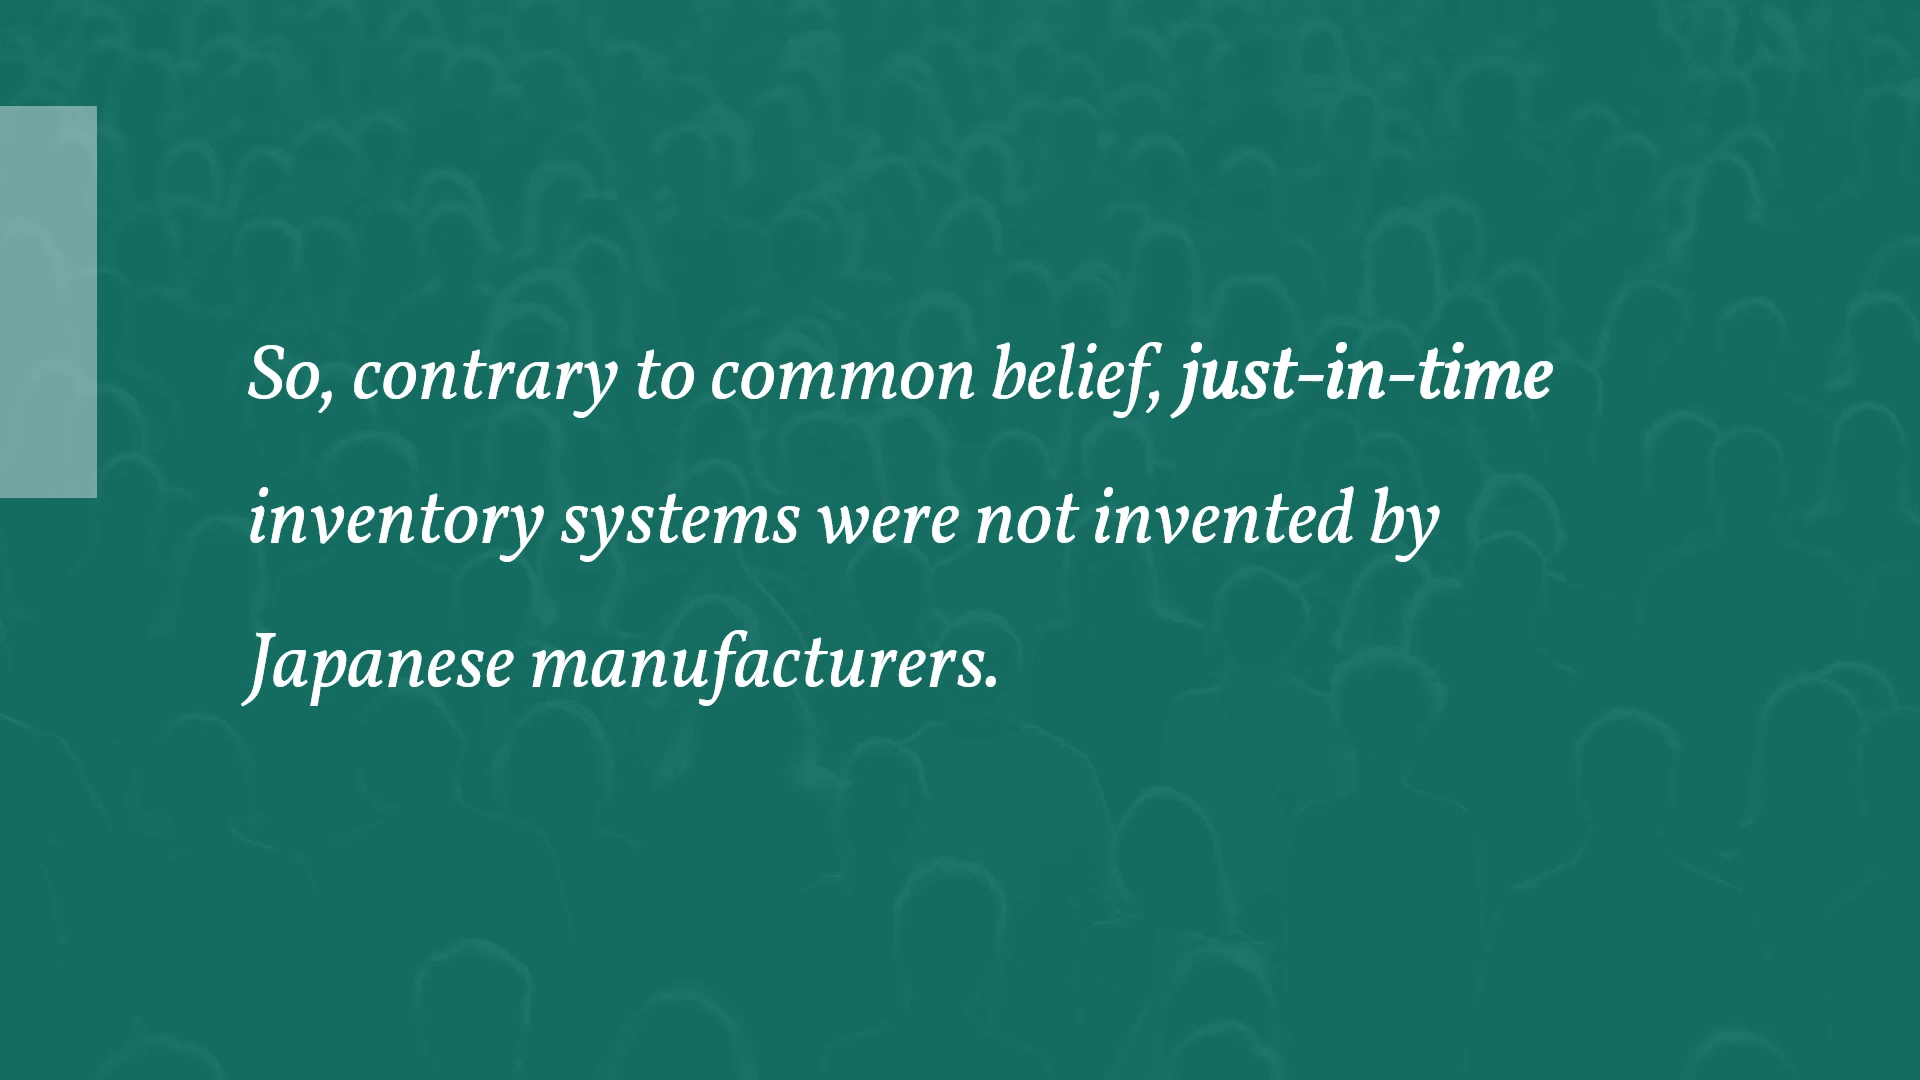 So, contrary to common belief, just-in-time
inventory systems were not invented by
Japanese manufacturers.